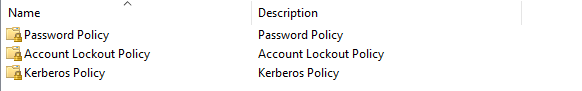 Name Description
Password Policy Password Policy
Account Lockout Policy Account Lockout Policy
Kerberos Policy Kerberos Policy